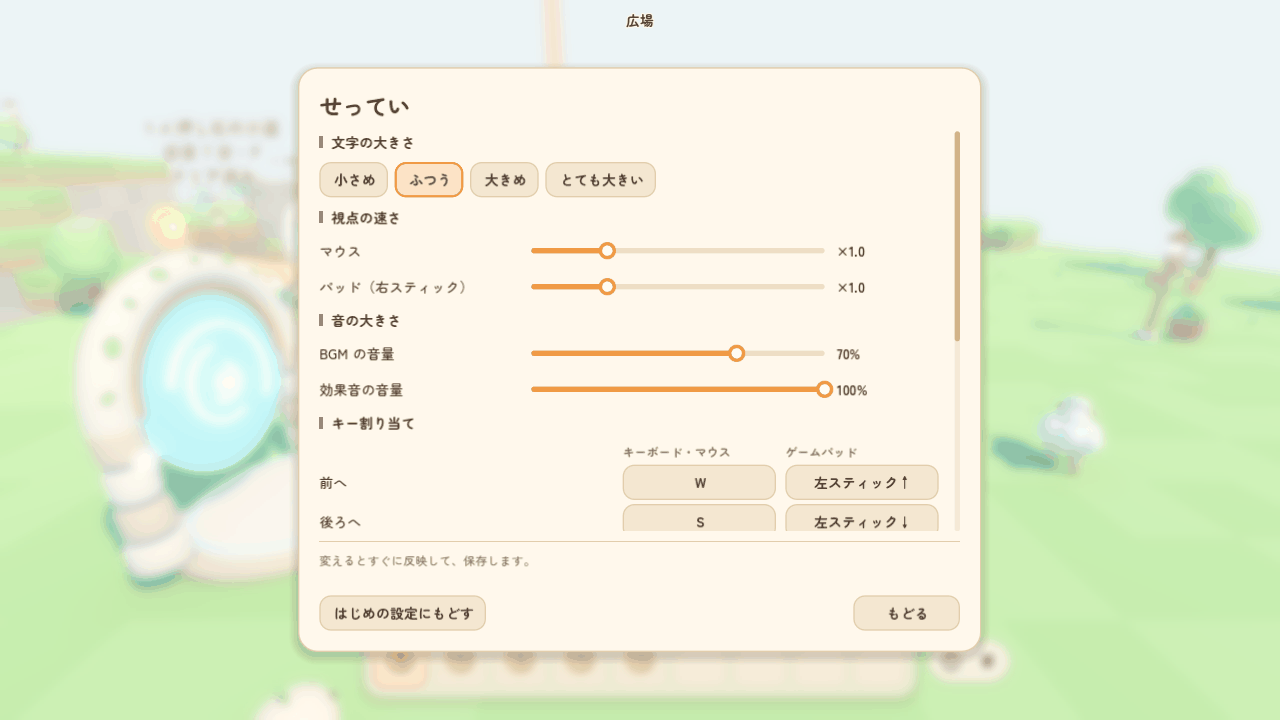 広場
せってい
文字の大きさ
小さめ ふつう 大きめ とても大きい
視点の速さ
マウス ×1.0
パッド（右スティック） ×1.0
音の大きさ
BGM の音量 70%
効果音の音量 100%
キー割り当て
キーボード・マウス ゲームパッド
前へ W 左スティック↑
後ろへ S 左スティック↓
変えるとすぐに反映して、保存します。
はじめの設定にもどす もどる